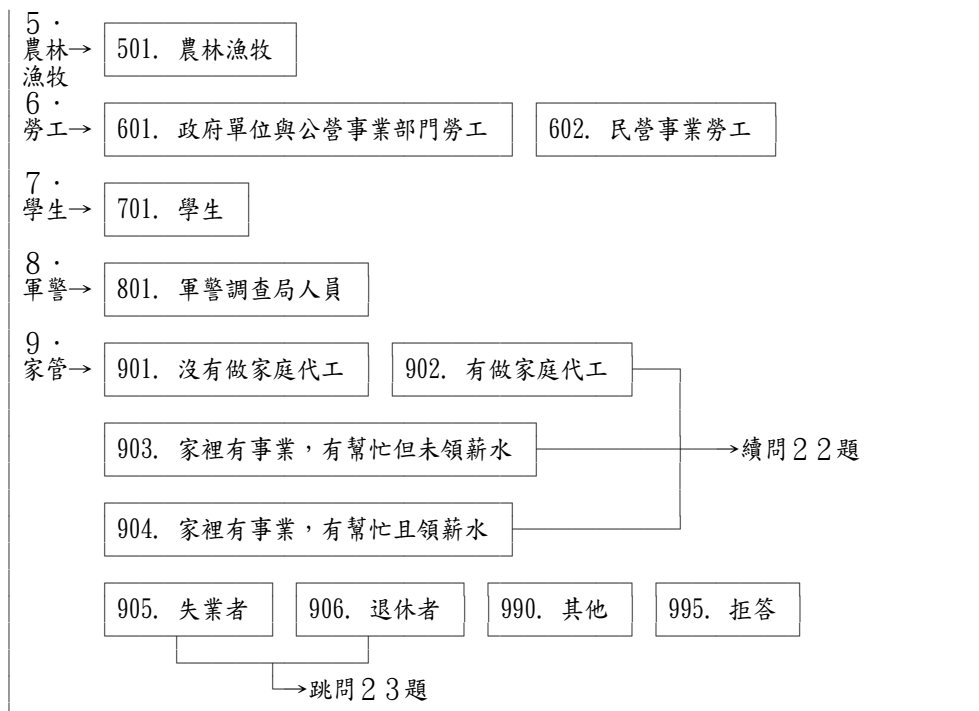 ５．
農林→ 501. 農林漁牧
漁牧
６．
勞工→ 601. 政府單位與公營事業部門勞工 602. 民營事業勞工
７．
學生→ 701. 學生
８．
軍警→ 801. 軍警調查局人員
９．
家管→ 901. 沒有做家庭代工 902. 有做家庭代工
903. 家裡有事業，有幫忙但未領薪水 →續問２２題
904. 家裡有事業，有幫忙且領薪水
905. 失業者 906. 退休者 990. 其他 995. 拒答
→跳問２３題